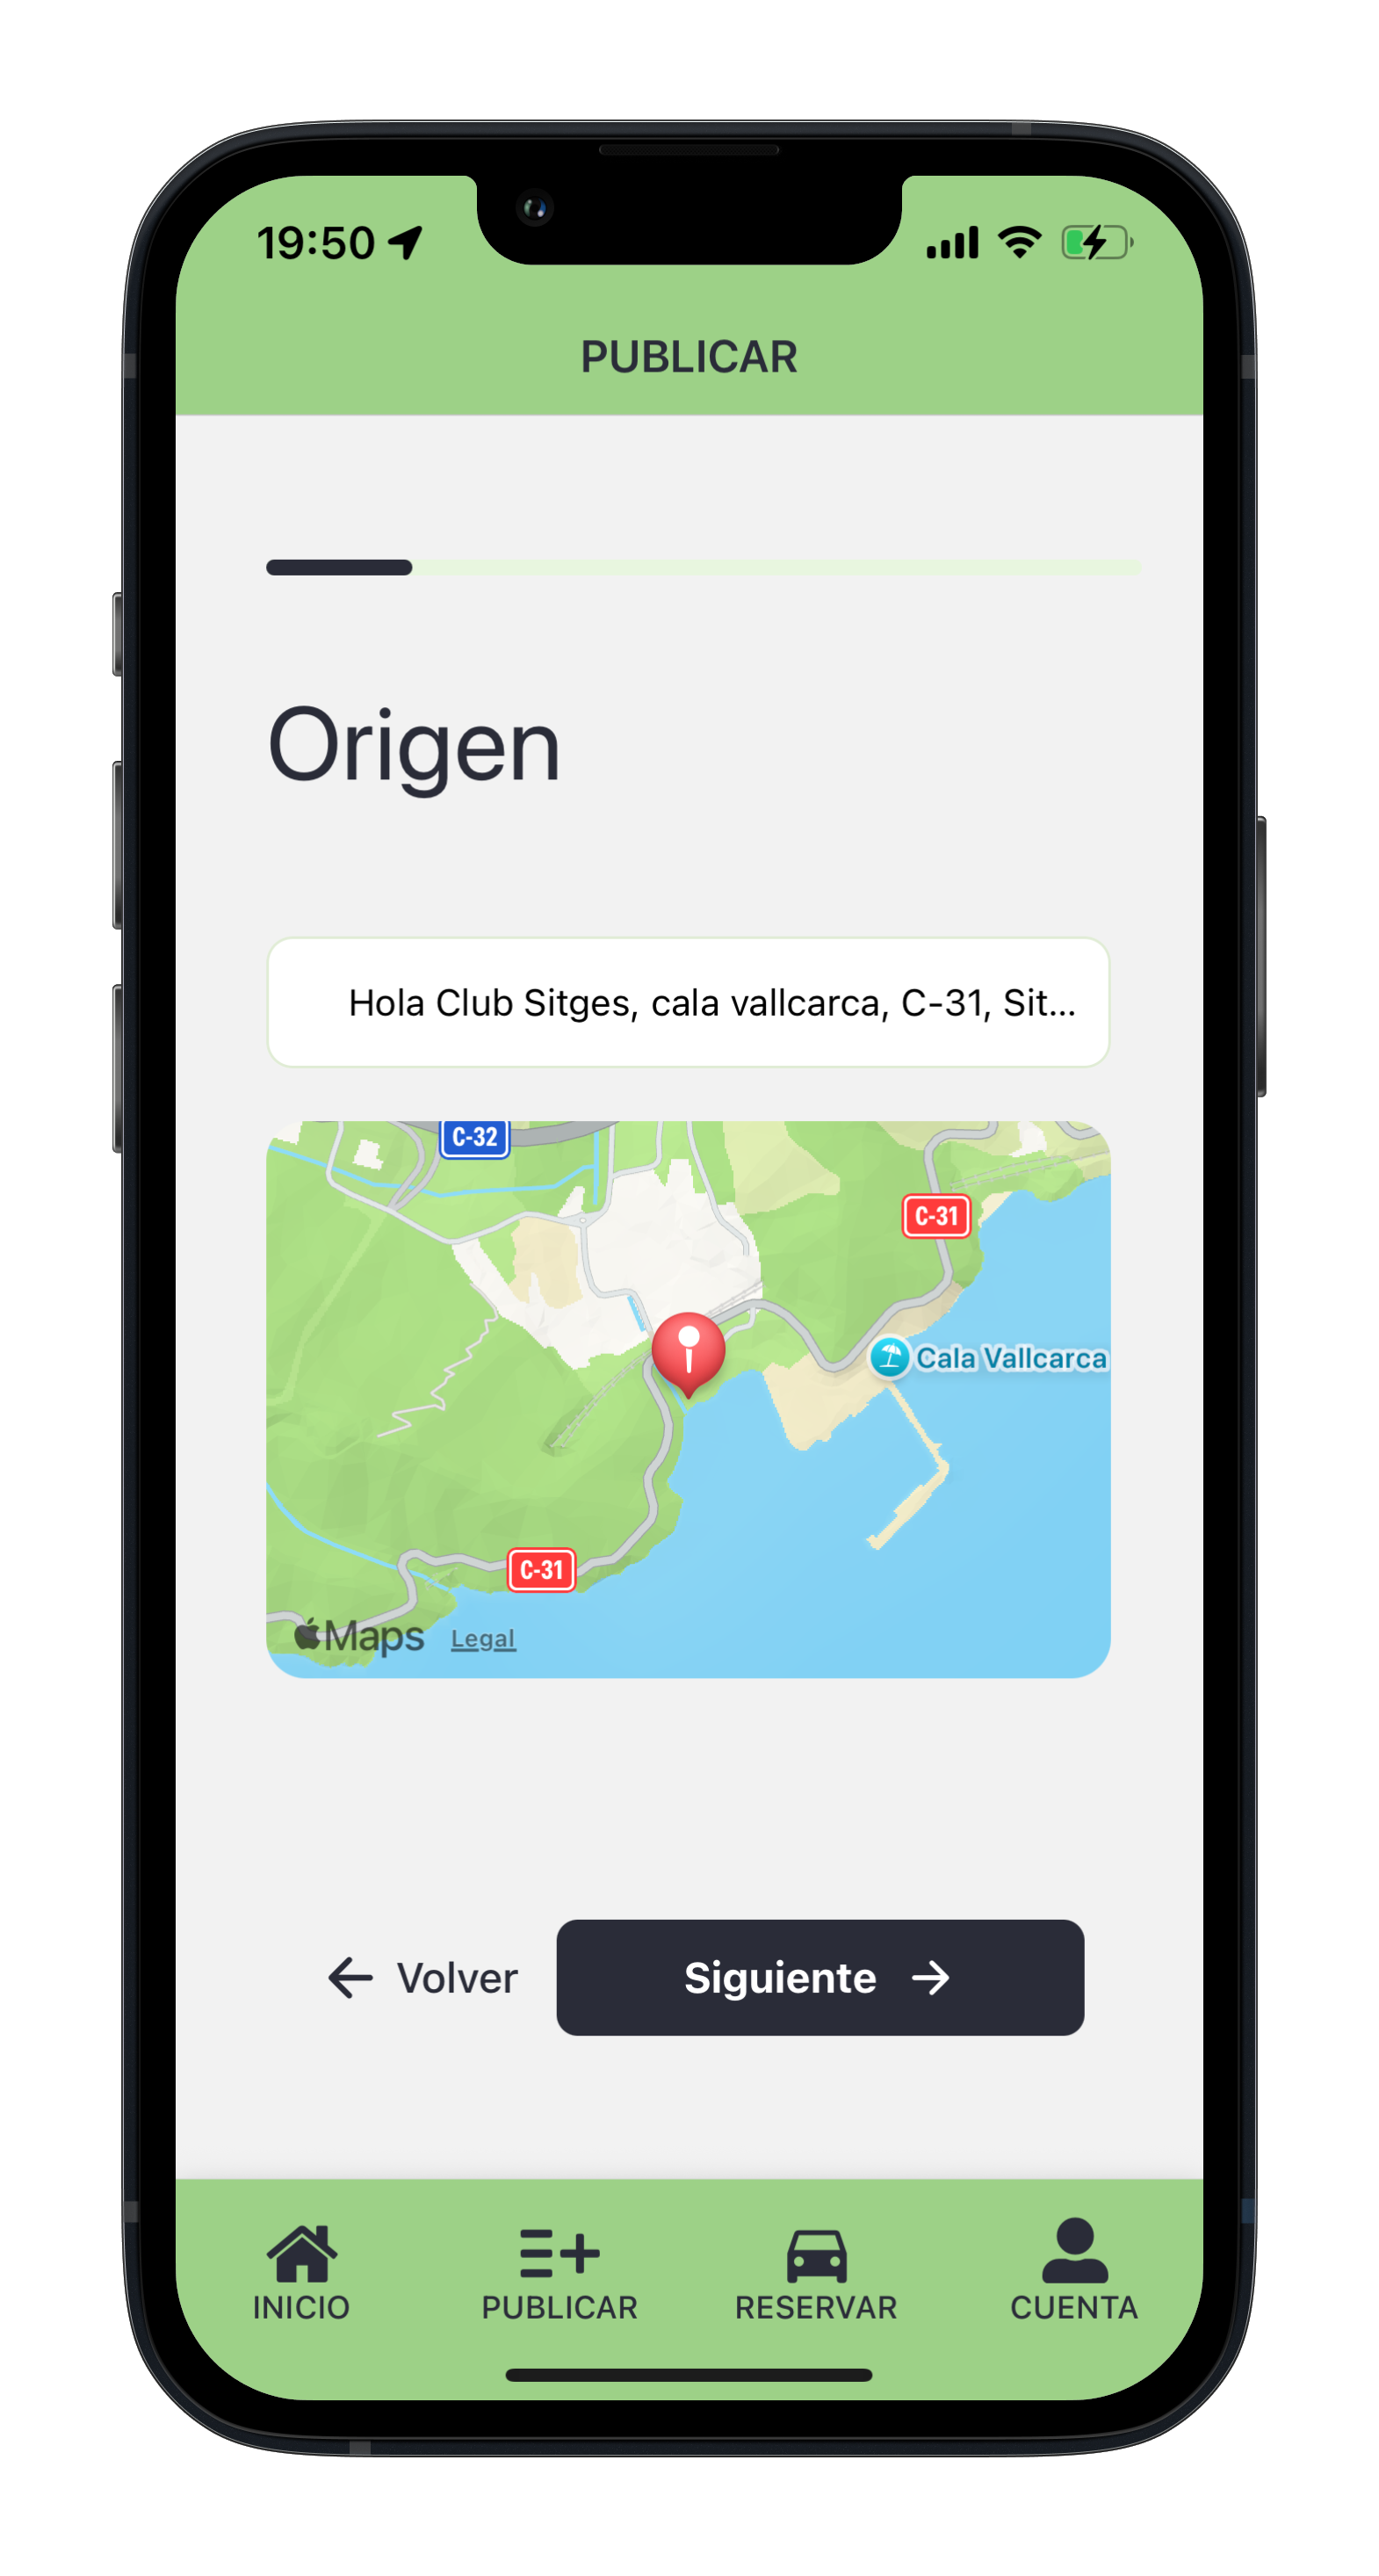 19:50
PUBLICAR
Origen
Hola Club Sitges, cala vallcarca, C-31, Sit...
C-32
C-31
Cala Vallcarca
C-31
Maps Legal
Volver Siguiente
INICIO PUBLICAR RESERVAR CUENTA